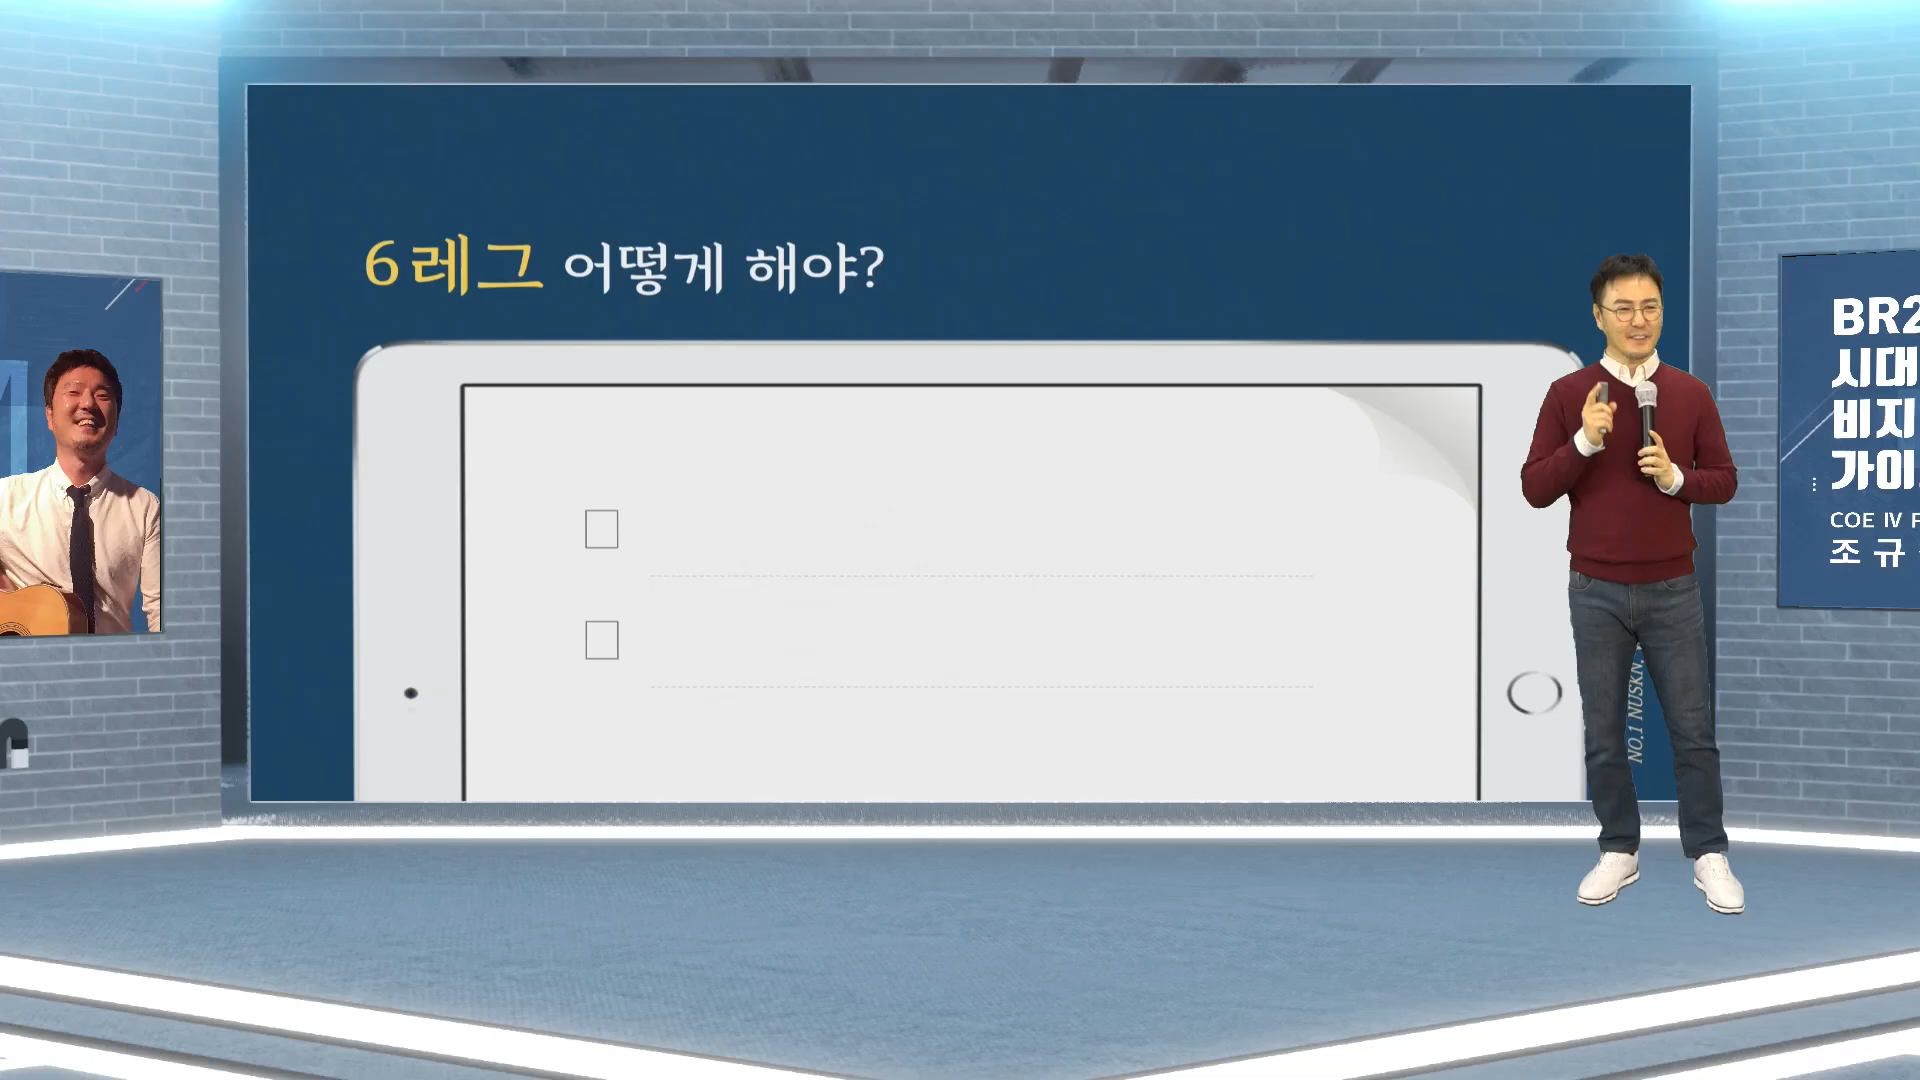 6레그 어떻게 해야?
BR2
시대
비지
가이
COE IV F
조 규
NO.1 NUSKN.